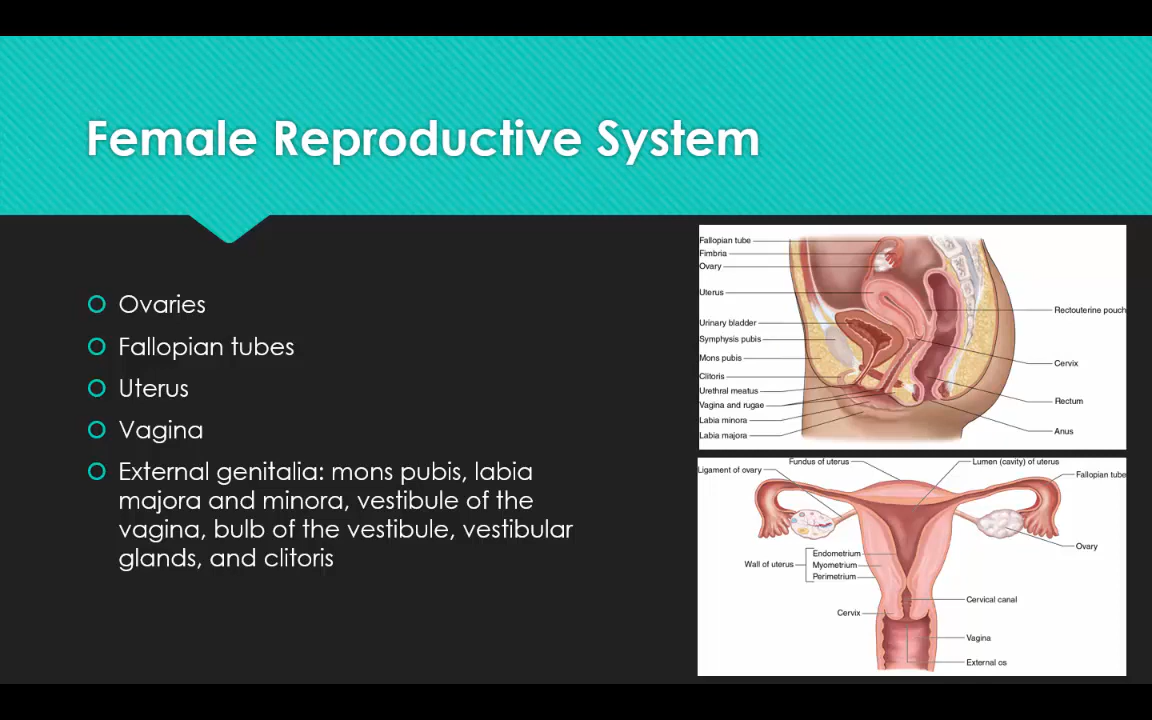 Female Reproductive System
Ovaries
Fallopian tubes
Uterus
Vagina
External genitalia: mons pubis, labia
majora and minora, vestibule of the
vagina, bulb of the vestibule, vestibular
glands, and clitoris
Fallopian tube
Fimbria
Ovary
Uterus
Urinary bladder
Symphysis pubis
Mons pubis
Clitoris
Urethral meatus
Vagina and rugae
Labia minora
Labia majora
Rectouterine pouch
Cervix
Rectum
Anus
Fundus of uterus
Lumen (cavity) of uterus
Ligament of ovary
Fallopian tube
Ovary
Wall of uterus
Endometrium
Myometrium
Perimetrium
Cervical canal
Cervix
Vagina
External os